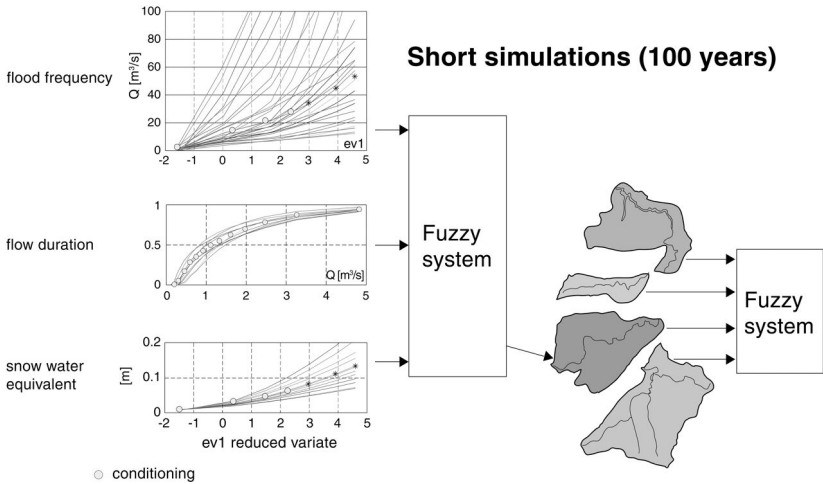 Short simulations (100 years)
flood frequency
Q [m³/s]
100
80
60
40
20
0
ev1
-2 -1 0 1 2 3 4 5
flow duration
1
0.5
0
Q [m³/s]
0 1 2 3 4 5
snow water
equivalent
[m]
0.2
0.1
0
-2 -1 0 1 2 3 4 5
ev1 reduced variate
conditioning
Fuzzy
system
Fuzzy
system